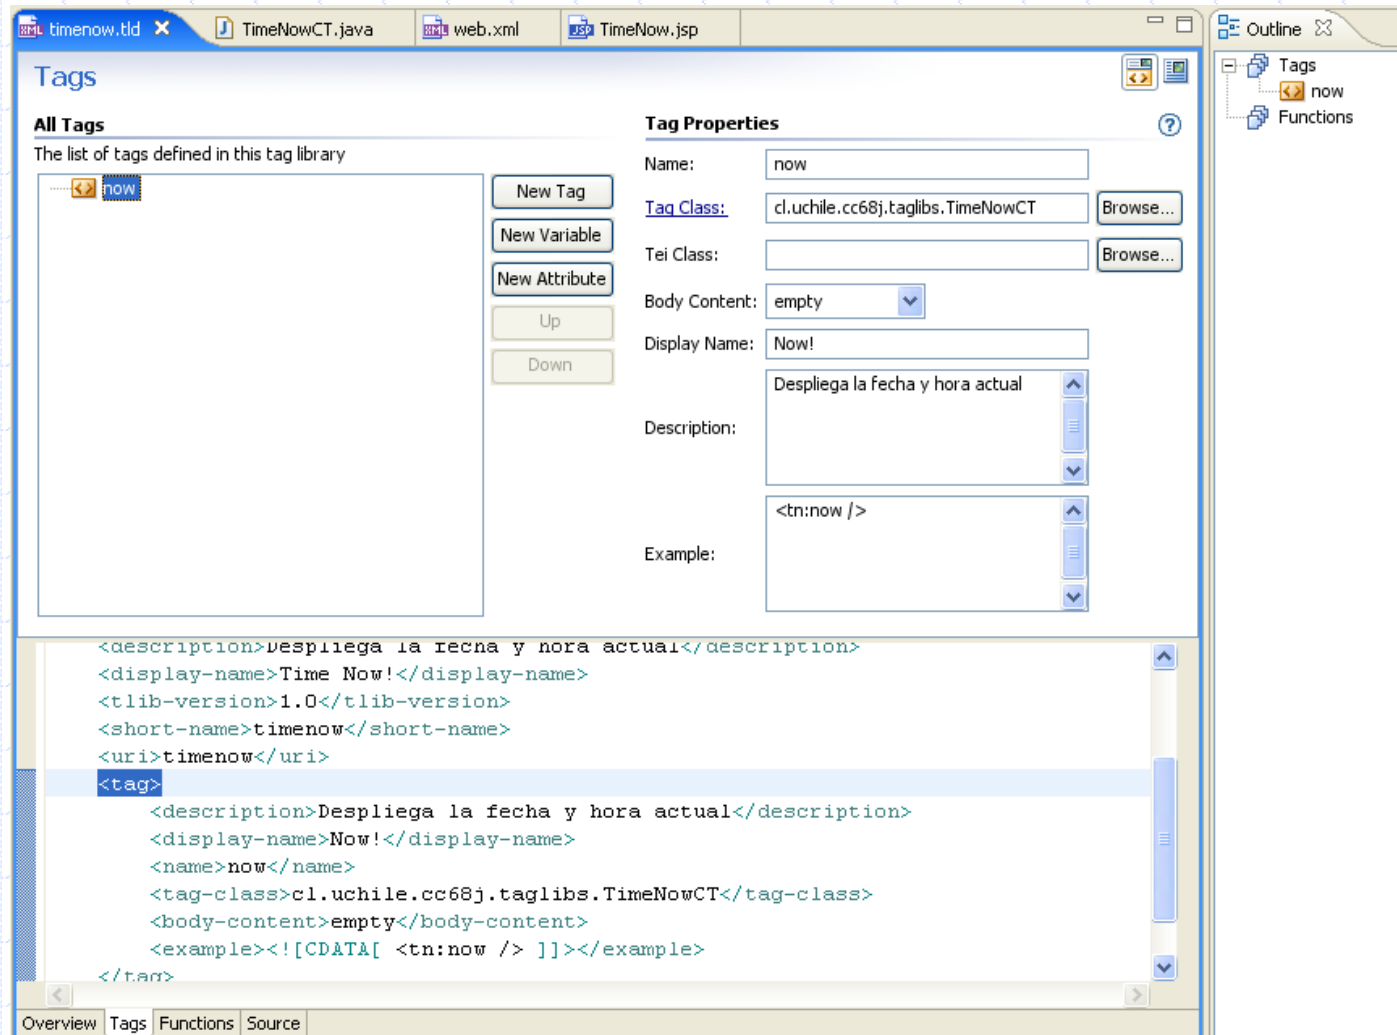 timenow.tld
TimeNowCT.java
web.xml
TimeNow.jsp
Outline
Tags
now
Functions
Tags
All Tags
The list of tags defined in this tag library
now
New Tag
New Variable
New Attribute
Up
Down
Tag Properties
Name: now
Tag Class: cl.uchile.cc68j.taglibs.TimeNowCT Browse...
Tei Class: Browse...
Body Content: empty
Display Name: Now!
Description: Despliega la fecha y hora actual
Example: <tn:now />
<description>Despliega la fecha y hora actual</description>
<display-name>Time Now!</display-name>
<tlib-version>1.0</tlib-version>
<short-name>timenow</short-name>
<uri>timenow</uri>
<tag>
<description>Despliega la fecha y hora actual</description>
<display-name>Now!</display-name>
<name>now</name>
<tag-class>cl.uchile.cc68j.taglibs.TimeNowCT</tag-class>
<body-content>empty</body-content>
<example><![CDATA[ <tn:now /> ]]></example>
</tag>
Overview Tags Functions Source